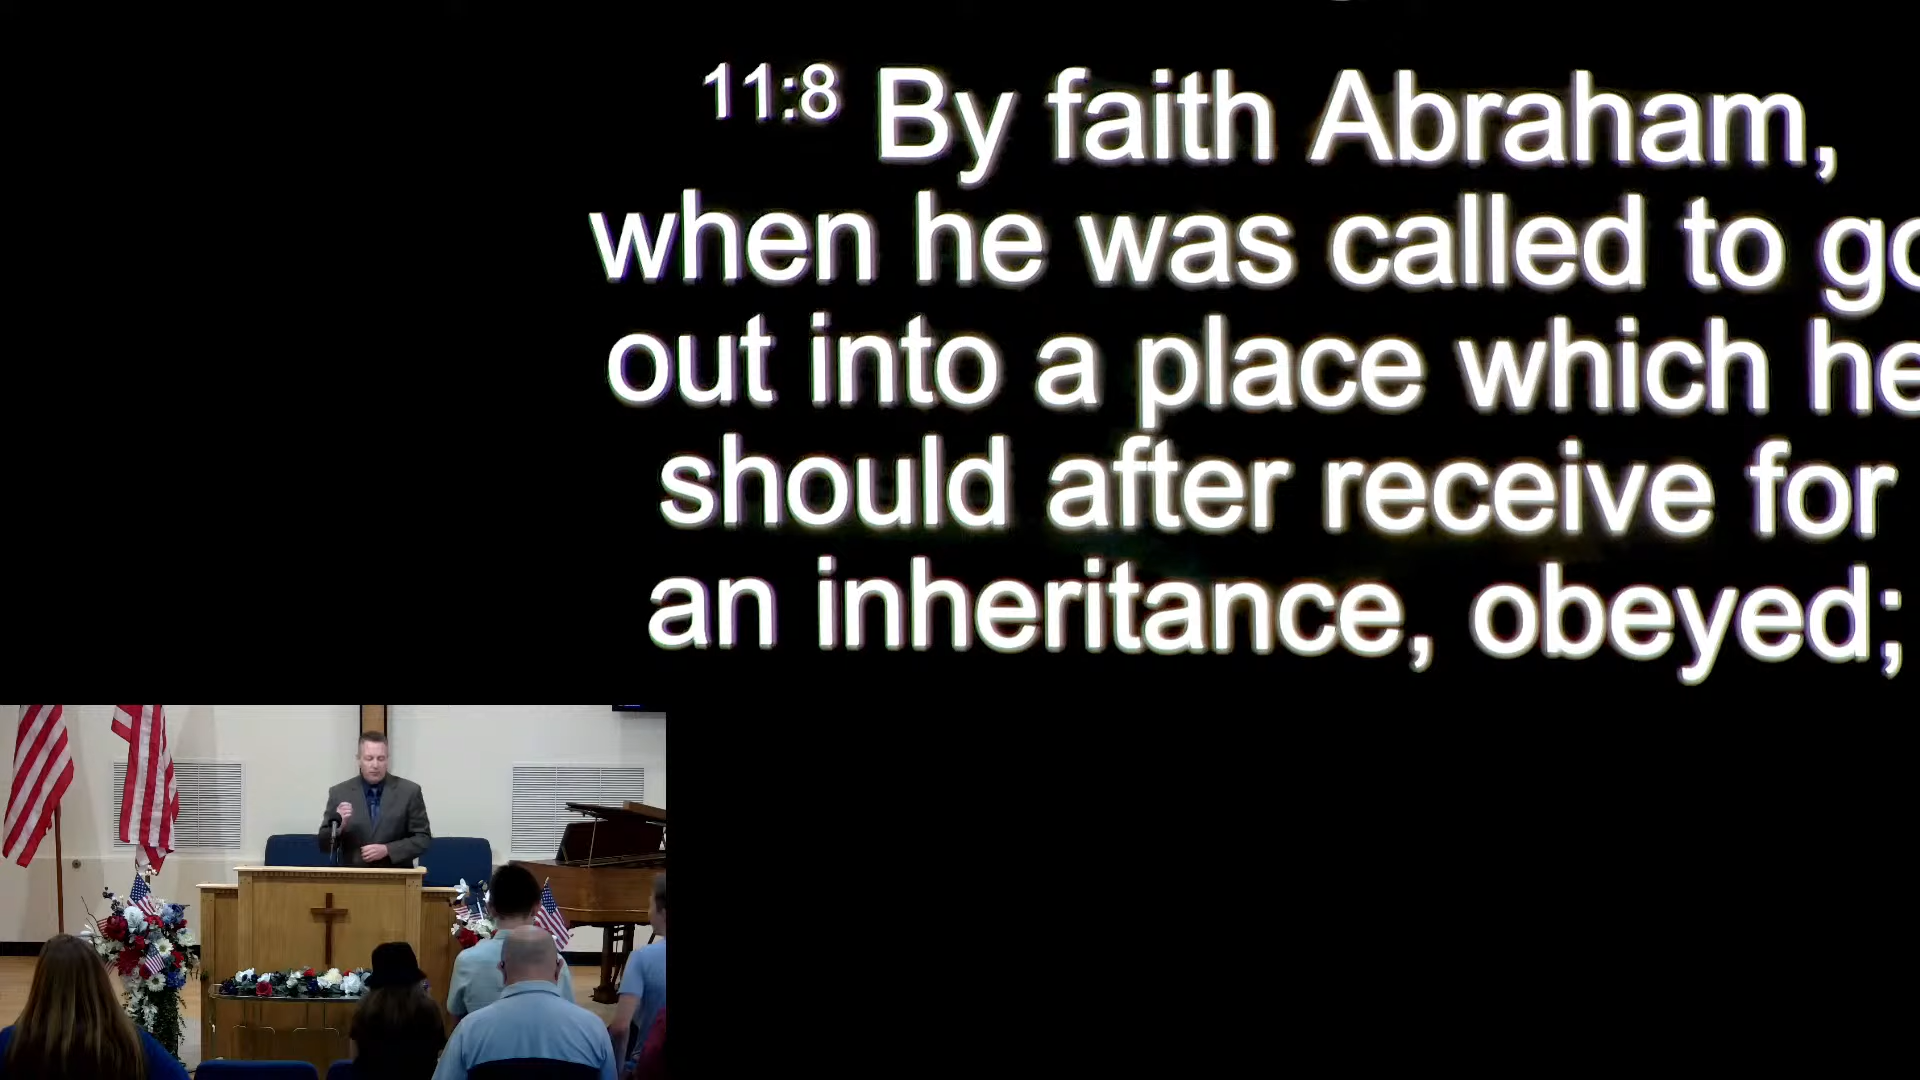 11:8 By faith Abraham,
when he was called to go
out into a place which he
should after receive for
an inheritance, obeyed;